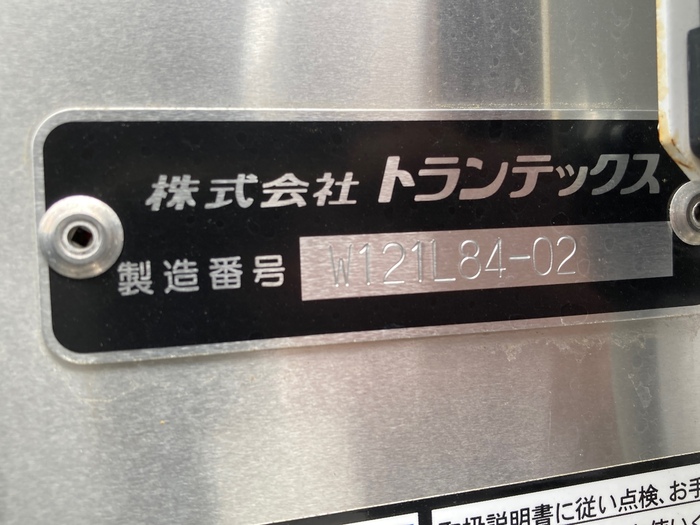 株式会社 トランテックス
製造番号 W121L84-02
取扱説明書に従い点検、お手